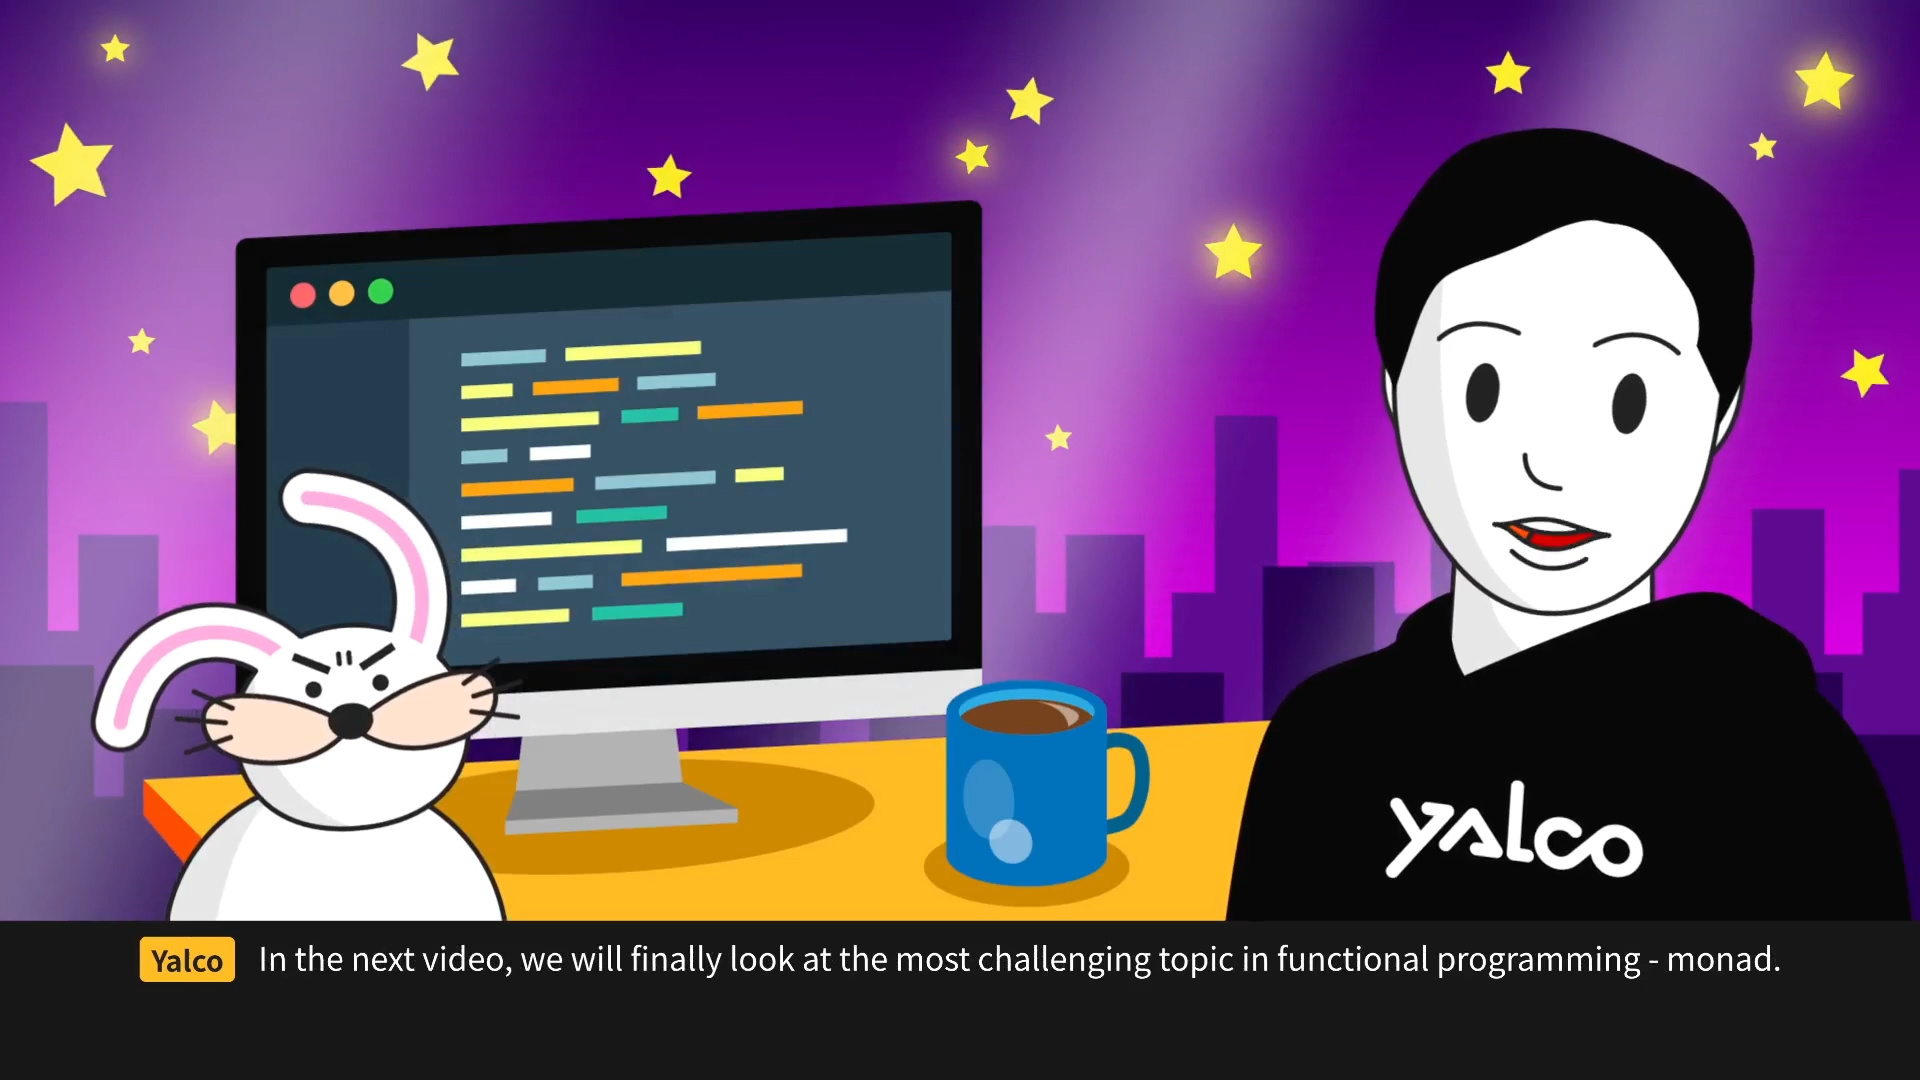 yalco
Yalco In the next video, we will finally look at the most challenging topic in functional programming - monad.